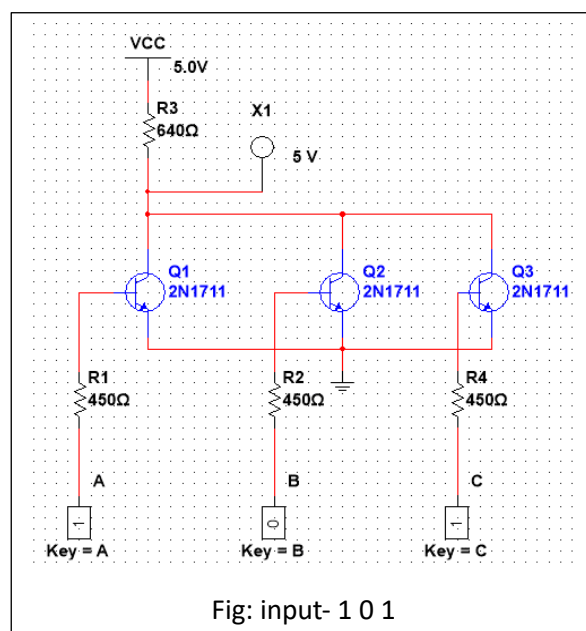 VCC
5.0V
R3
640Ω
X1
5 V
Q1
2N1711
Q2
2N1711
Q3
2N1711
R1
450Ω
R2
450Ω
R4
450Ω
A
B
C
1
0
1
Key = A
Key = B
Key = C
Fig: input- 1 0 1